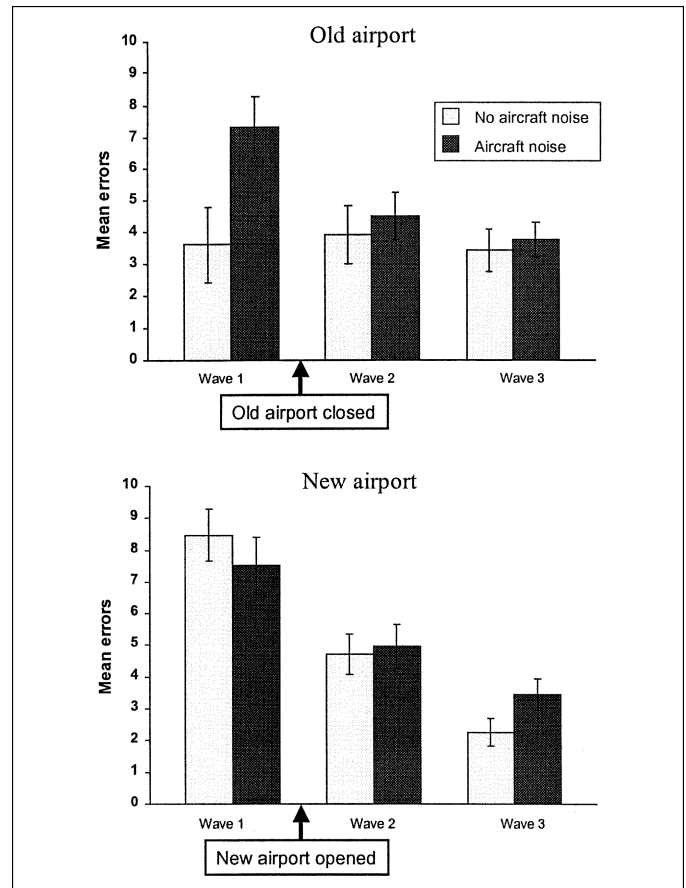 Old airport
10
9
8
7
6
5
4
3
2
1
0
Mean errors
No aircraft noise
Aircraft noise
Wave 1 Wave 2 Wave 3
Old airport closed
New airport
10
9
8
7
6
5
4
3
2
1
0
Mean errors
Wave 1 Wave 2 Wave 3
New airport opened